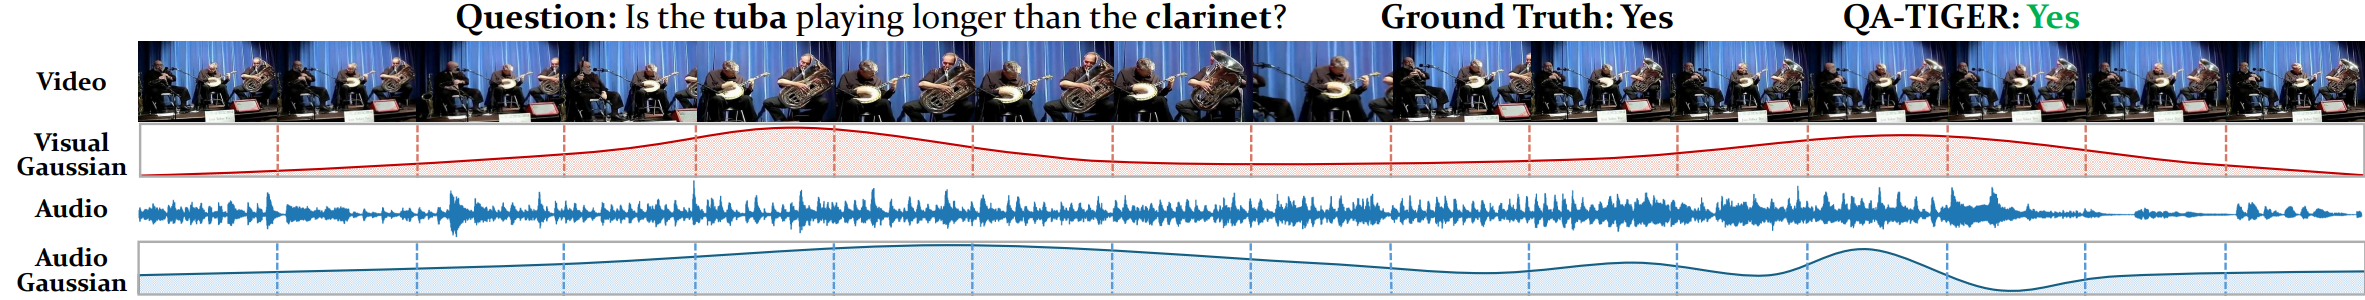 Question: Is the tuba playing longer than the clarinet? Ground Truth: Yes QA-TIGER: Yes
Video
Visual
Gaussian
Audio
Audio
Gaussian